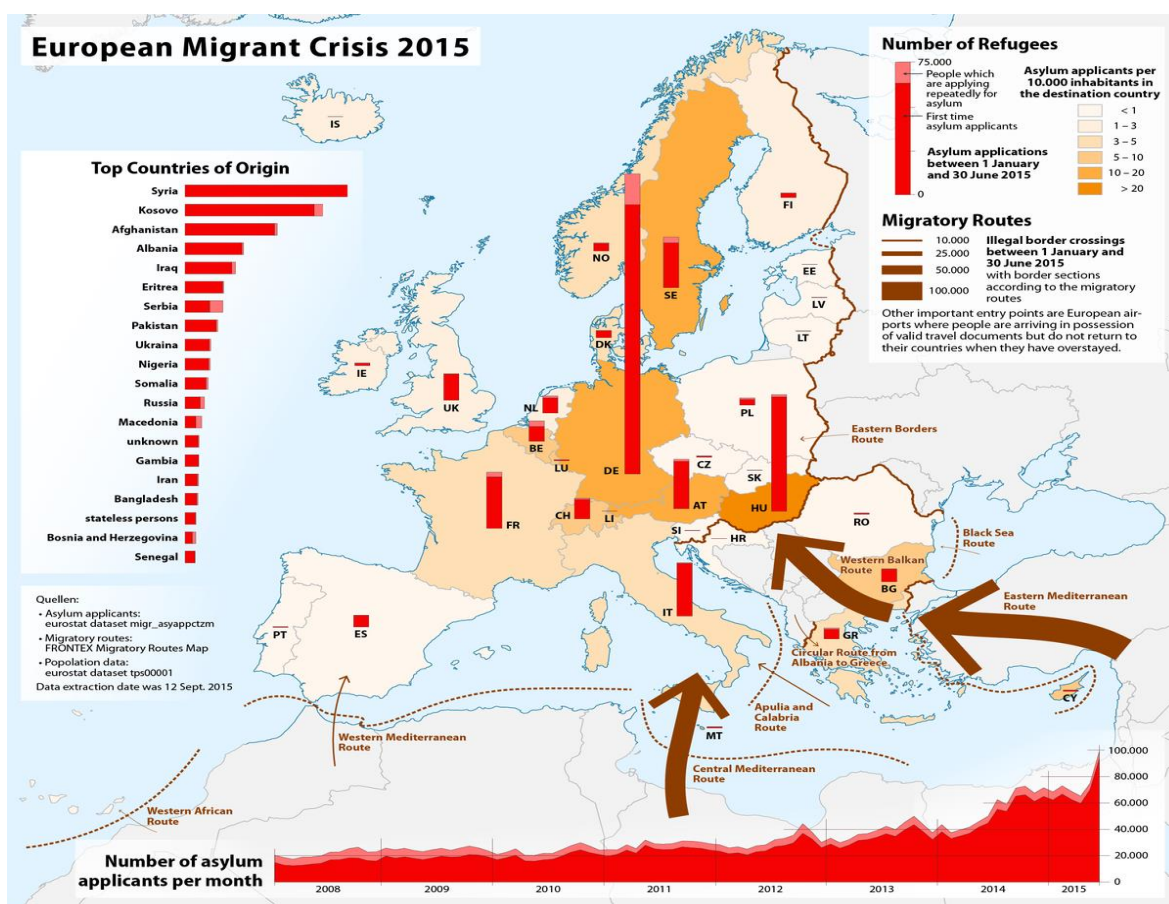 European Migrant Crisis 2015
Number of Refugees
75.000
People which
are applying
repeatedly for
asylum
First time
asylum applicants
Asylum applications
between 1 January
and 30 June 2015
0
Asylum applicants per
10.000 inhabitants in
the destination country
< 1
1 – 3
3 – 5
5 – 10
10 – 20
> 20
Migratory Routes
10.000
25.000
50.000
100.000
Illegal border crossings
between 1 January and
30 June 2015
with border sections
according to the migratory
routes
Other important entry points are European air-
ports where people are arriving in possession
of valid travel documents but do not return to
their countries when they have overstayed.
Top Countries of Origin
Syria
Kosovo
Afghanistan
Albania
Iraq
Eritrea
Serbia
Pakistan
Ukraina
Nigeria
Somalia
Russia
Macedonia
unknown
Gambia
Iran
Bangladesh
stateless persons
Bosnia and Herzegovina
Senegal
IS
NO
SE
FI
EE
LV
LT
DK
IE
UK
NL
BE
LU
DE
PL
CZ
SK
FR
CH
LI
AT
HU
SI
HR
RO
BG
IT
GR
PT
ES
MT
CY
Eastern Borders
Route
Black Sea
Route
Western Balkan
Route
Eastern Mediterranean
Route
Circular Route from
Albania to Greece
Apulia and
Calabria
Route
Central Mediterranean
Route
Western Mediterranean
Route
Western African
Route
Quellen:
• Asylum applicants:
eurostat dataset migr_asyappctzm
• Migratory routes:
FRONTEX Migratory Routes Map
• Population data:
eurostat dataset tps00001
Data extraction date was 12 Sept. 2015
Number of asylum
applicants per month
100.000
80.000
60.000
40.000
20.000
0
2008
2009
2010
2011
2012
2013
2014
2015